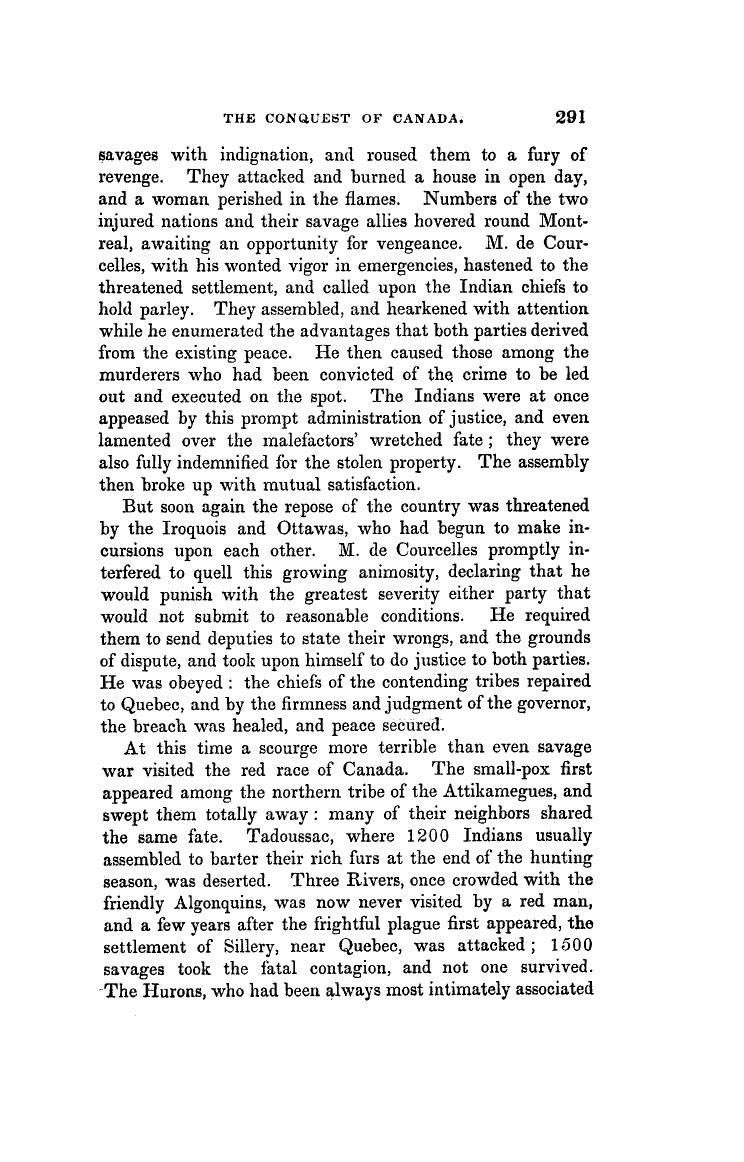 THE CONQUEST OF CANADA. 291
savages with indignation, and roused them to a fury of
revenge. They attacked and burned a house in open day,
and a woman perished in the flames. Numbers of the two
injured nations and their savage allies hovered round Mont-
real, awaiting an opportunity for vengeance. M. de Cour-
celles, with his wonted vigor in emergencies, hastened to the
threatened settlement, and called upon the Indian chiefs to
hold parley. They assembled, and hearkened with attention
while he enumerated the advantages that both parties derived
from the existing peace. He then caused those among the
murderers who had been convicted of the crime to be led
out and executed on the spot. The Indians were at once
appeased by this prompt administration of justice, and even
lamented over the malefactors' wretched fate; they were
also fully indemnified for the stolen property. The assembly
then broke up with mutual satisfaction.
But soon again the repose of the country was threatened
by the Iroquois and Ottawas, who had begun to make in-
cursions upon each other. M. de Courcelles promptly in-
terfered to quell this growing animosity, declaring that he
would punish with the greatest severity either party that
would not submit to reasonable conditions. He required
them to send deputies to state their wrongs, and the grounds
of dispute, and took upon himself to do justice to both parties.
He was obeyed: the chiefs of the contending tribes repaired
to Quebec, and by the firmness and judgment of the governor,
the breach was healed, and peace secured.
At this time a scourge more terrible than even savage
war visited the red race of Canada. The small-pox first
appeared among the northern tribe of the Attikamegues, and
swept them totally away: many of their neighbors shared
the same fate. Tadoussac, where 1200 Indians usually
assembled to barter their rich furs at the end of the hunting
season, was deserted. Three Rivers, once crowded with the
friendly Algonquins, was now never visited by a red man,
and a few years after the frightful plague first appeared, the
settlement of Sillery, near Quebec, was attacked; 1500
savages took the fatal contagion, and not one survived.
The Hurons, who had been always most intimately associated